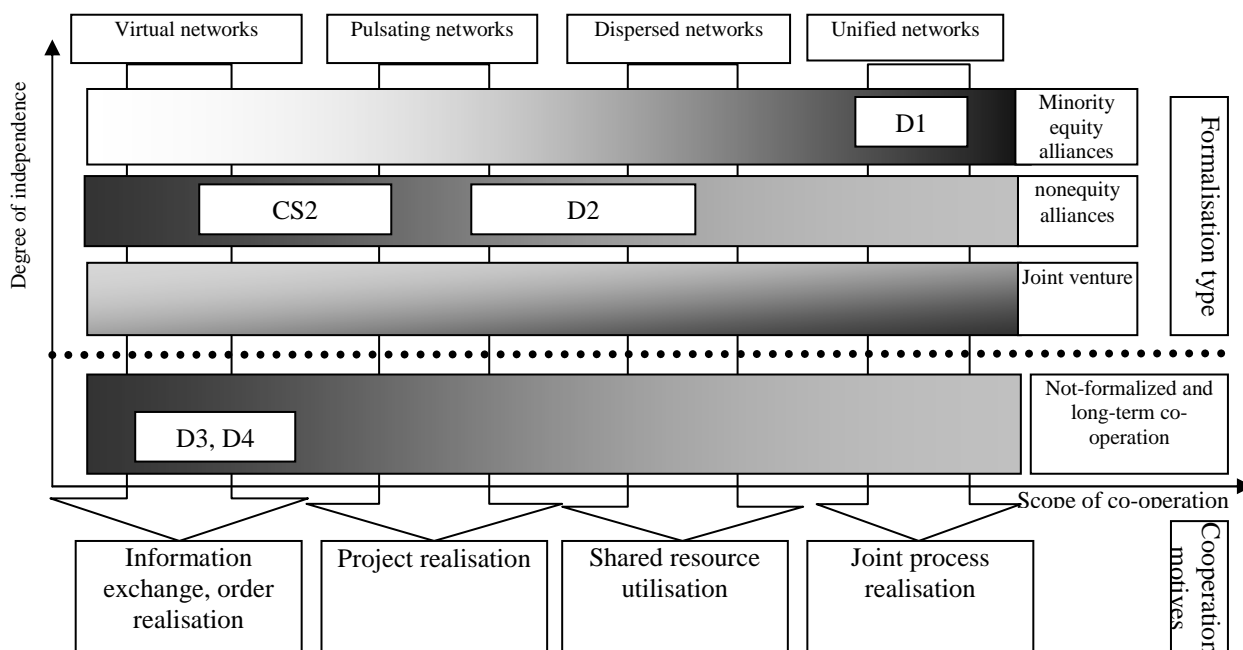 Virtual networks
Pulsating networks
Dispersed networks
Unified networks
Degree of independence
D1
Minority
equity
alliances
Formalisation type
CS2
D2
nonequity
alliances
Joint venture
D3, D4
Not-formalized and
long-term co-
operation
Scope of co-operation
Information
exchange, order
realisation
Project realisation
Shared resource
utilisation
Joint process
realisation
Cooperation
motives